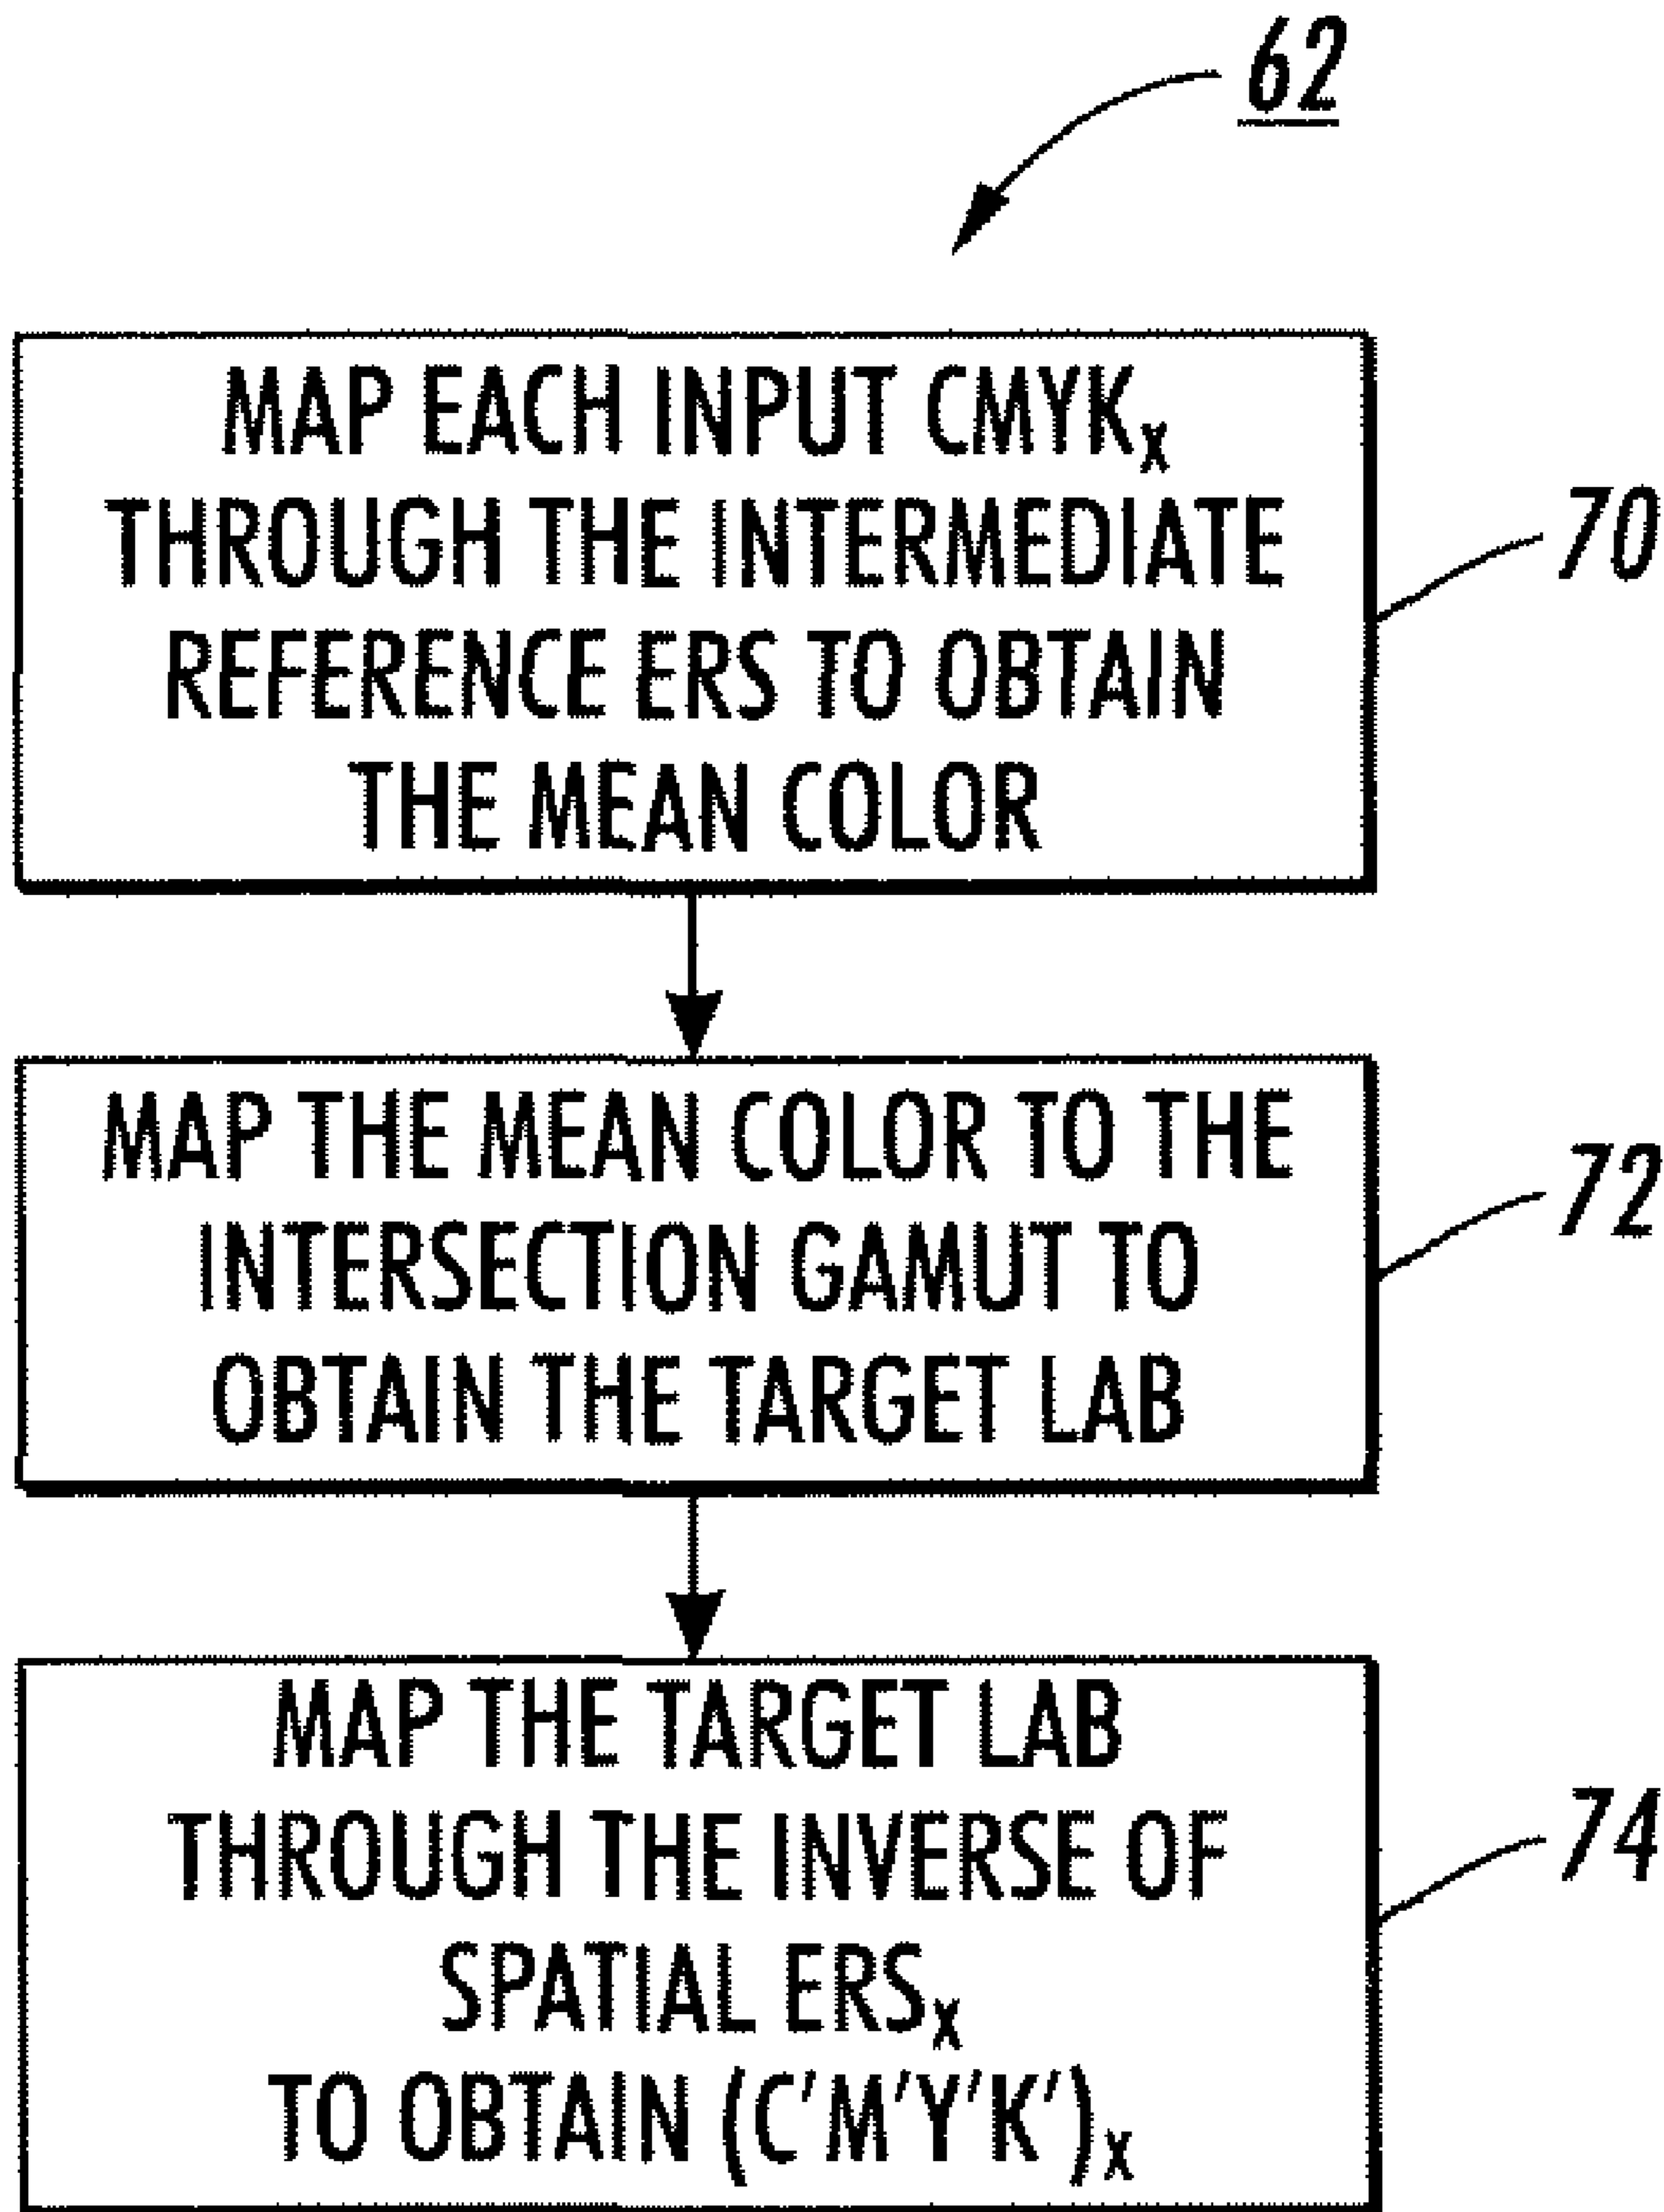 62
MAP EACH INPUT CMYKₓ
THROUGH THE INTERMEDIATE
REFERENCE ERS TO OBTAIN
THE MEAN COLOR
70
MAP THE MEAN COLOR TO THE
INTERSECTION GAMUT TO
OBTAIN THE TARGET LAB
72
MAP THE TARGET LAB
THROUGH THE INVERSE OF
SPATIAL ERSₓ
TO OBTAIN (C'M'Y'K')ₓ
74